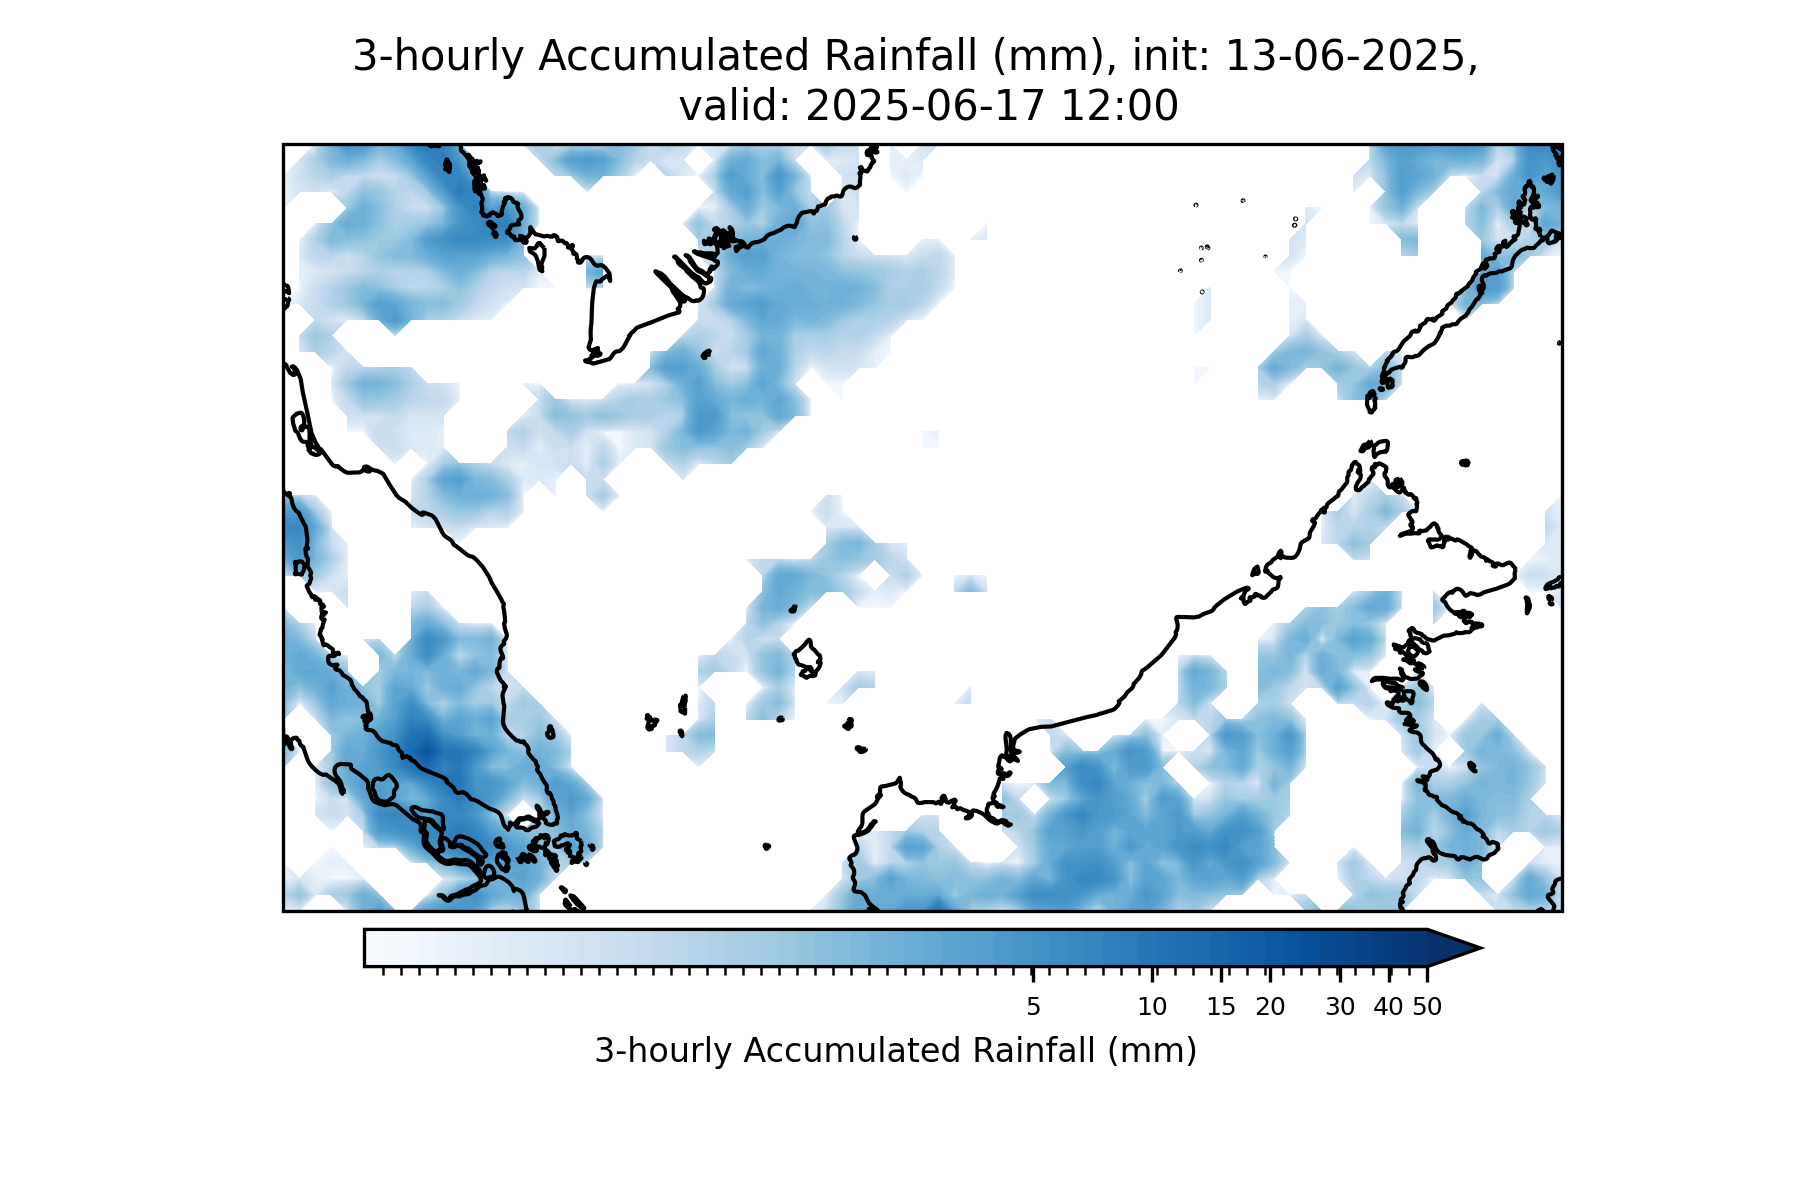 3-hourly Accumulated Rainfall (mm), init: 13-06-2025,
valid: 2025-06-17 12:00
5 10 15 20 30 40 50
3-hourly Accumulated Rainfall (mm)